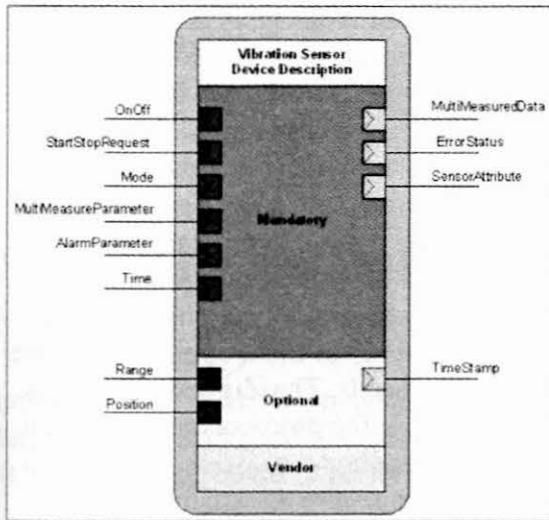 Vibration Sensor
Device Description
OnOff
StartStopRequest
Mode
MultiMeasureParameter
AlarmParameter
Time
Mandatory
MultiMeasuredData
ErrorStatus
SensorAttribute
Range
Position
Optional
TimeStamp
Vendor